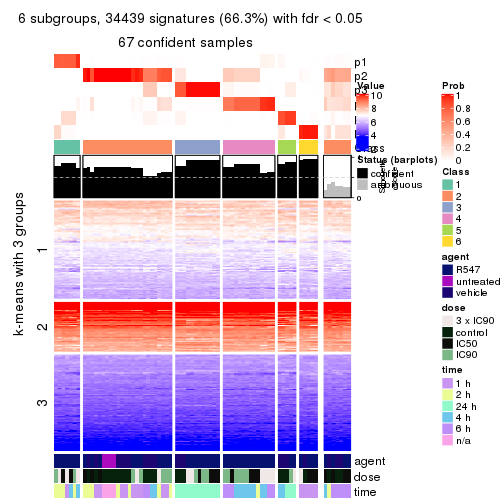 6 subgroups, 34439 signatures (66.3%) with fdr < 0.05
67 confident samples
p1
p2
Value
10
8
6
4
Prob
1
0.8
0.6
0.4
0.2
0
Status (barplots)
confident
ambiguous
0
Class
1
2
3
4
5
6
agent
R547
untreated
vehicle
dose
3 x IC90
control
IC50
IC90
time
1 h
2 h
24 h
4 h
6 h
n/a
k-means with 3 groups
1
2
3
agent
dose
time